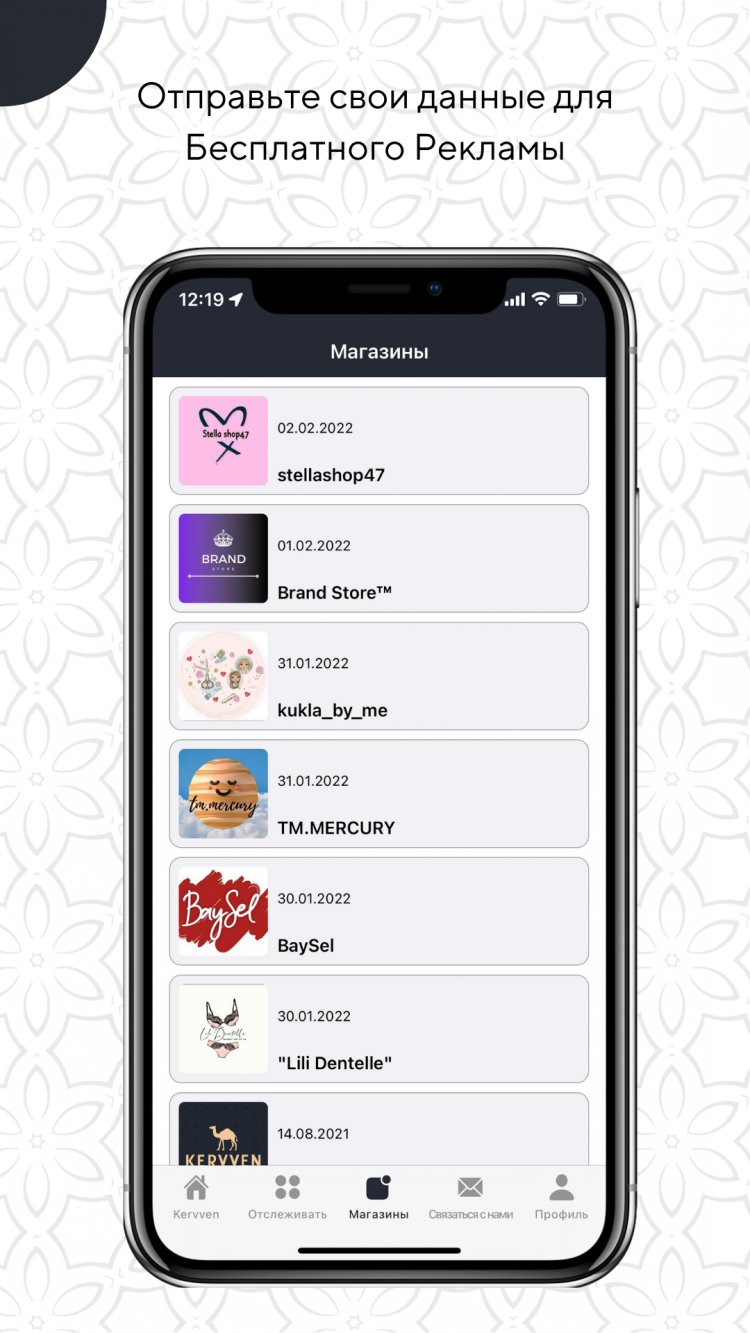 Отправьте свои данные для
Бесплатного Рекламы
12:19
Магазины
Stella shop47
02.02.2022
stellashop47
BRAND
STORE
01.02.2022
Brand Store™
31.01.2022
kukla_by_me
tm.mercury
31.01.2022
TM.MERCURY
BaySel
30.01.2022
BaySel
Lili Dentelle
30.01.2022
"Lili Dentelle"
14.08.2021
KERVVEN
Kervven
Отслеживать
Магазины
Связаться с нами
Профиль